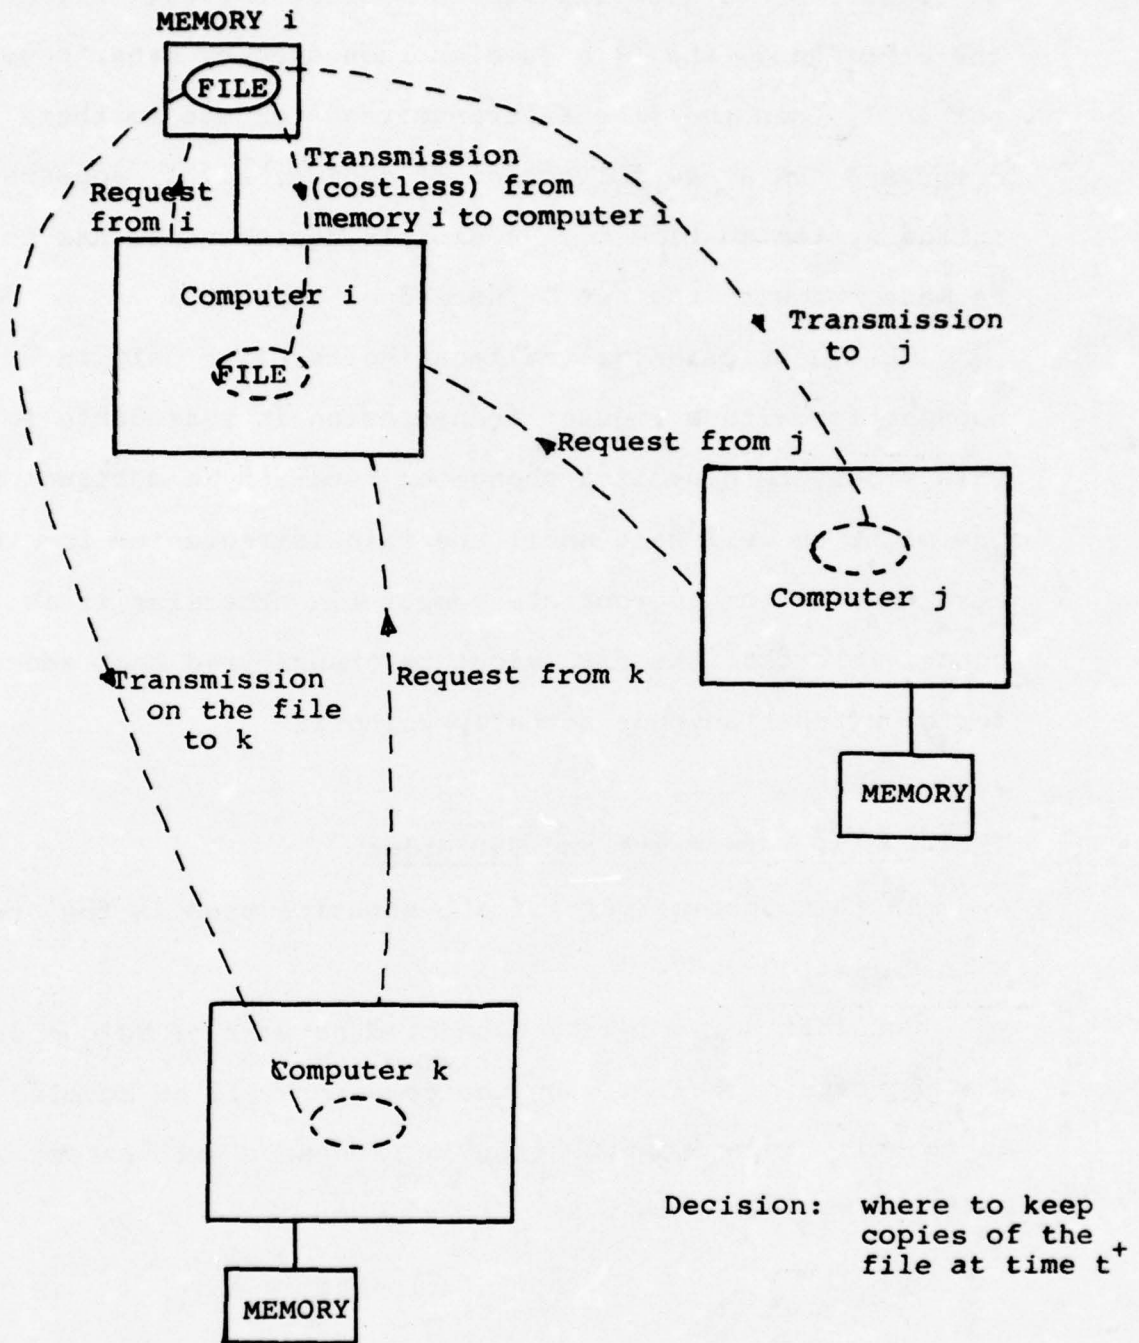 MEMORY i
FILE
Request
from i
Transmission
(costless) from
memory i to computer i
Computer i
FILE
Transmission
to j
Request from j
Computer j
MEMORY
Transmission
on the file
to k
Request from k
Computer k
MEMORY
Decision: where to keep
copies of the
file at time t+